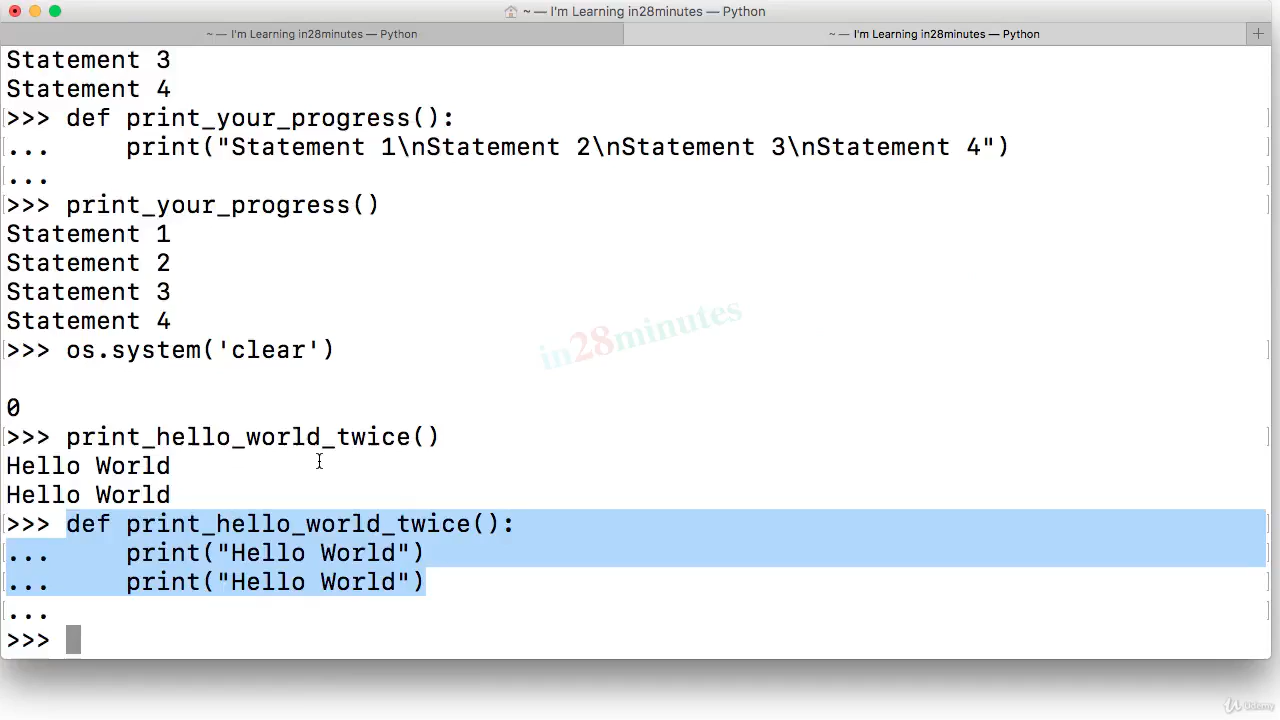 ~ — I'm Learning in28minutes — Python
~ — I'm Learning in28minutes — Python
~ — I'm Learning in28minutes — Python
Statement 3
Statement 4
>>> def print_your_progress():
...     print("Statement 1\nStatement 2\nStatement 3\nStatement 4")
...
>>> print_your_progress()
Statement 1
Statement 2
Statement 3
Statement 4
>>> os.system('clear')
0
>>> print_hello_world_twice()
Hello World
Hello World
>>> def print_hello_world_twice():
...     print("Hello World")
...     print("Hello World")
...
>>>
in28minutes
Udemy